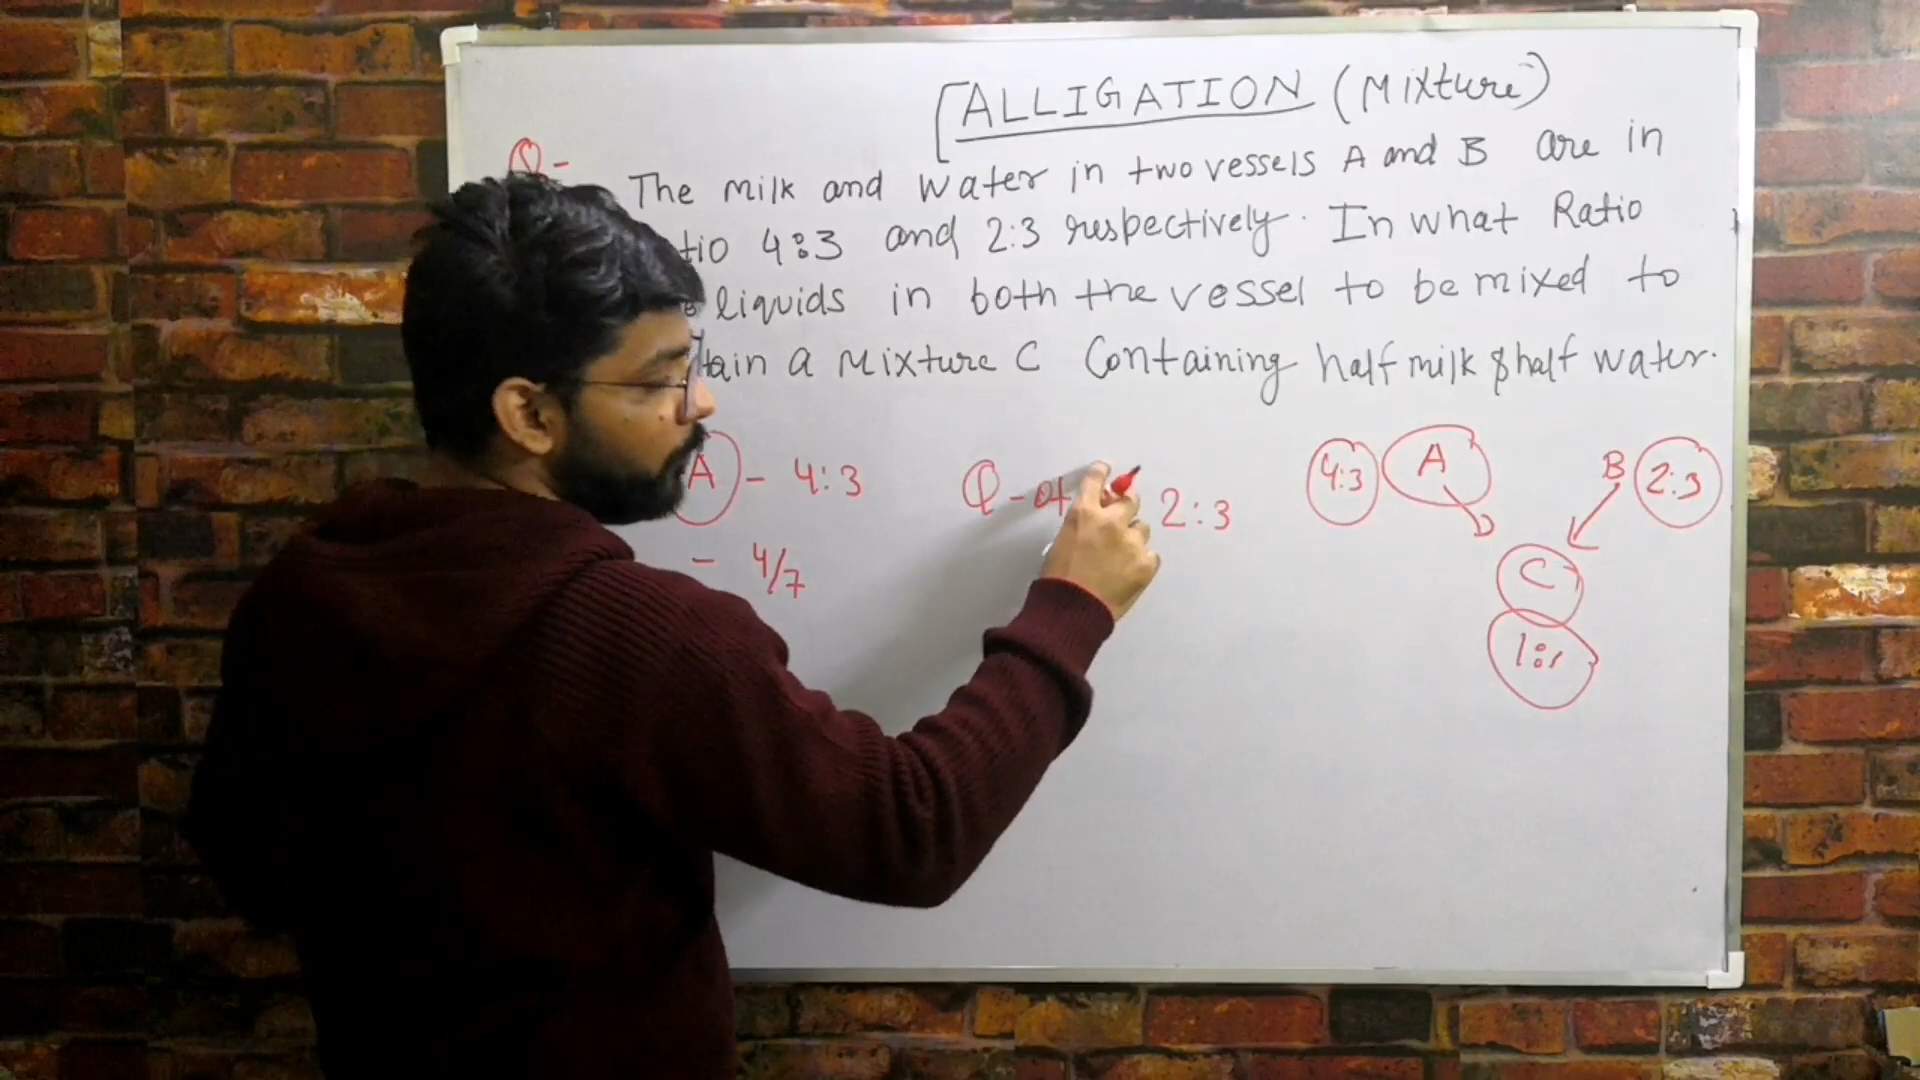 ALLIGATION (Mixture)
Q-
The milk and water in two vessels A and B are in
tio 4:3 and 2:3 respectively. In what Ratio
liquids in both the vessel to be mixed to
tain a Mixture C Containing half milk & half water.
A - 4:3
Q - of 2:3
4:3 A B 2:3
- 4/7
C
1:1